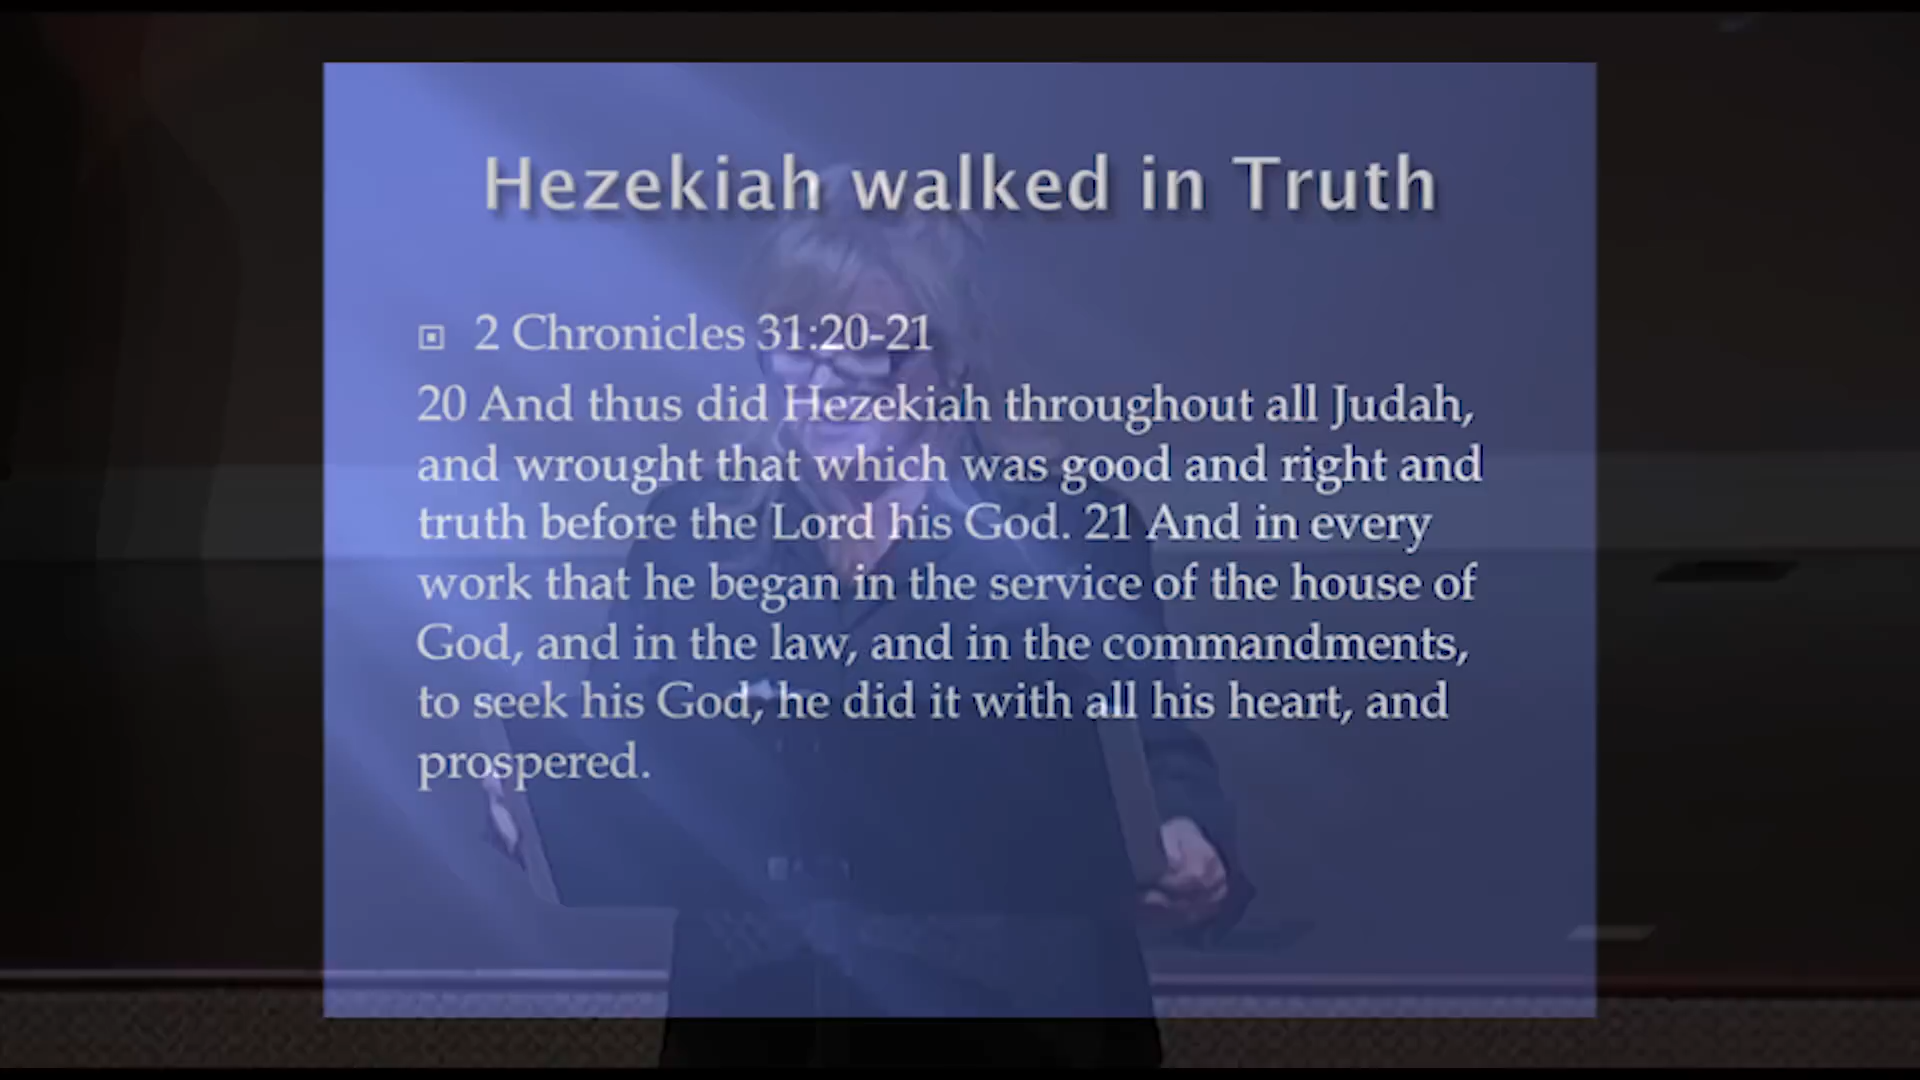 Hezekiah walked in Truth
2 Chronicles 31:20-21
20 And thus did Hezekiah throughout all Judah,
and wrought that which was good and right and
truth before the Lord his God. 21 And in every
work that he began in the service of the house of
God, and in the law, and in the commandments,
to seek his God, he did it with all his heart, and
prospered.